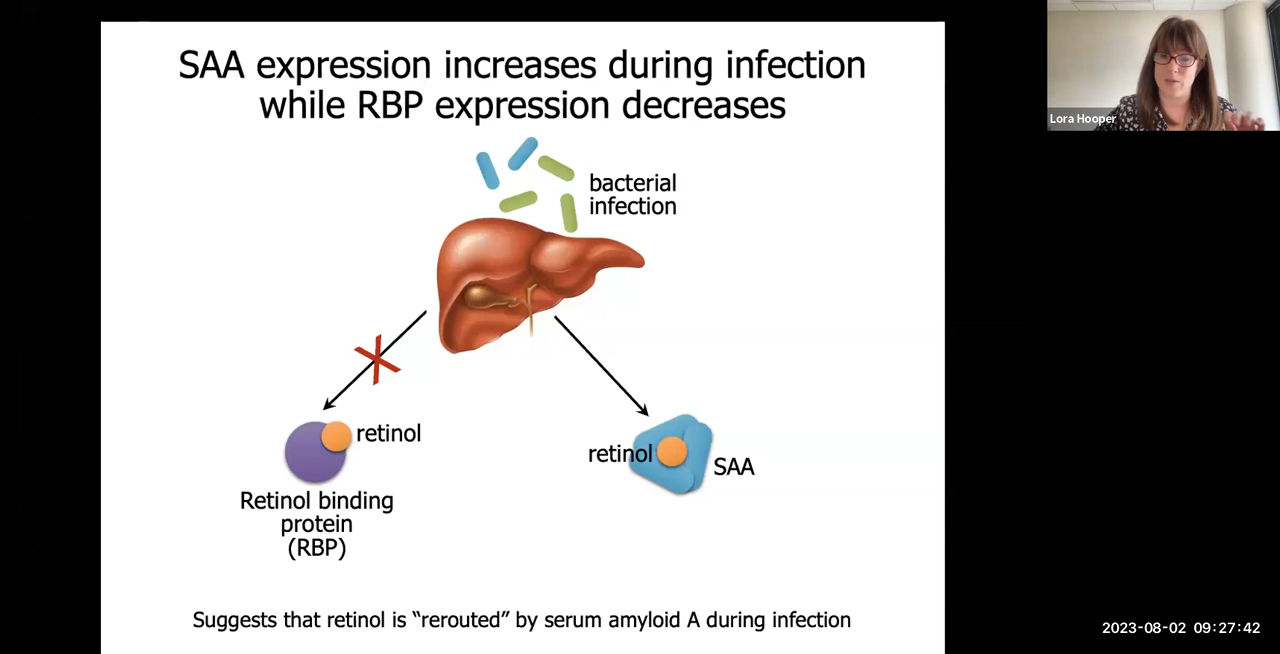 SAA expression increases during infection
while RBP expression decreases
Lora Hooper
bacterial
infection
retinol
retinol
SAA
Retinol binding
protein
(RBP)
Suggests that retinol is “rerouted” by serum amyloid A during infection
2023-08-02 09:27:42